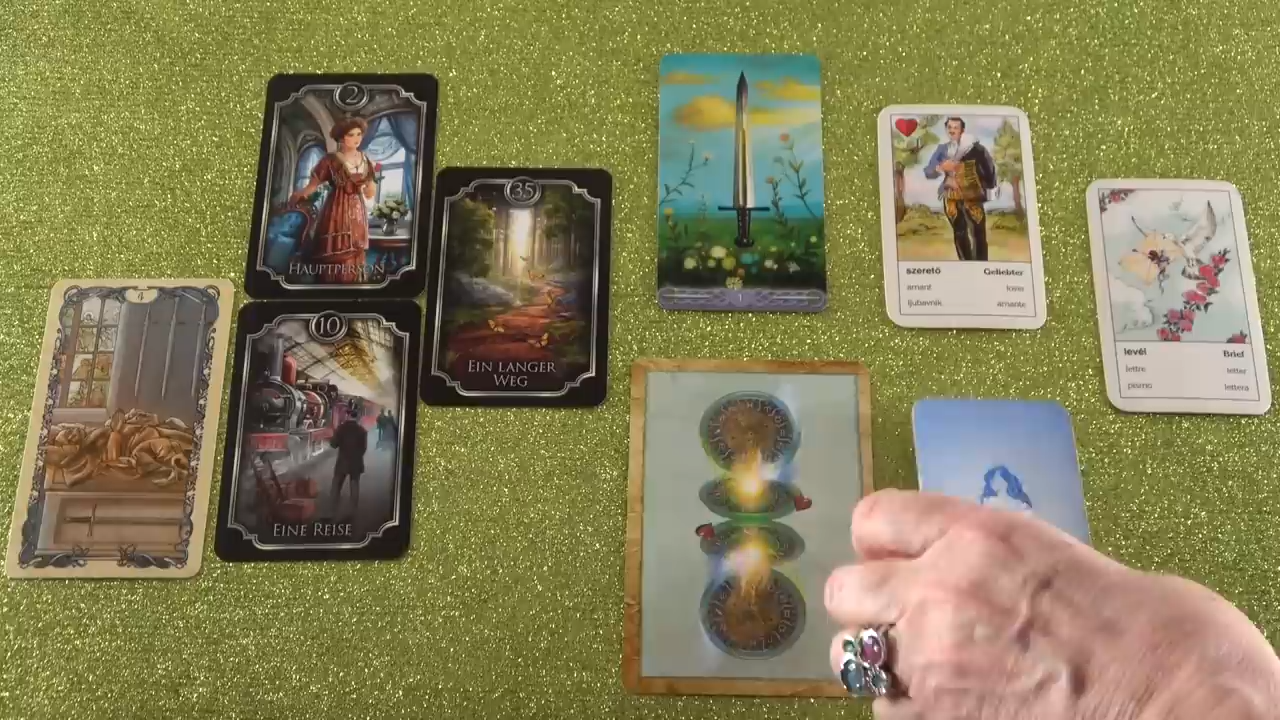 2
HAUPTPERSON
35
EIN LANGER
WEG
4
10
EINE REISE
1
szerető Geliebter
amant lover
ljubavnik amante
levél Brief
lettre letter
pismo lettera